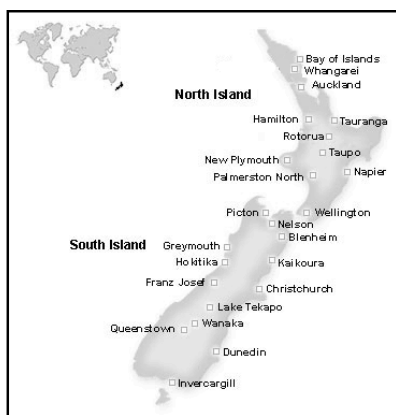 Bay of Islands
Whangarei
Auckland
North Island
Hamilton
Tauranga
Rotorua
Taupo
New Plymouth
Napier
Palmerston North
Picton
Wellington
Nelson
Blenheim
South Island
Greymouth
Hokitika
Kaikoura
Franz Josef
Christchurch
Lake Tekapo
Wanaka
Queenstown
Dunedin
Invercargill